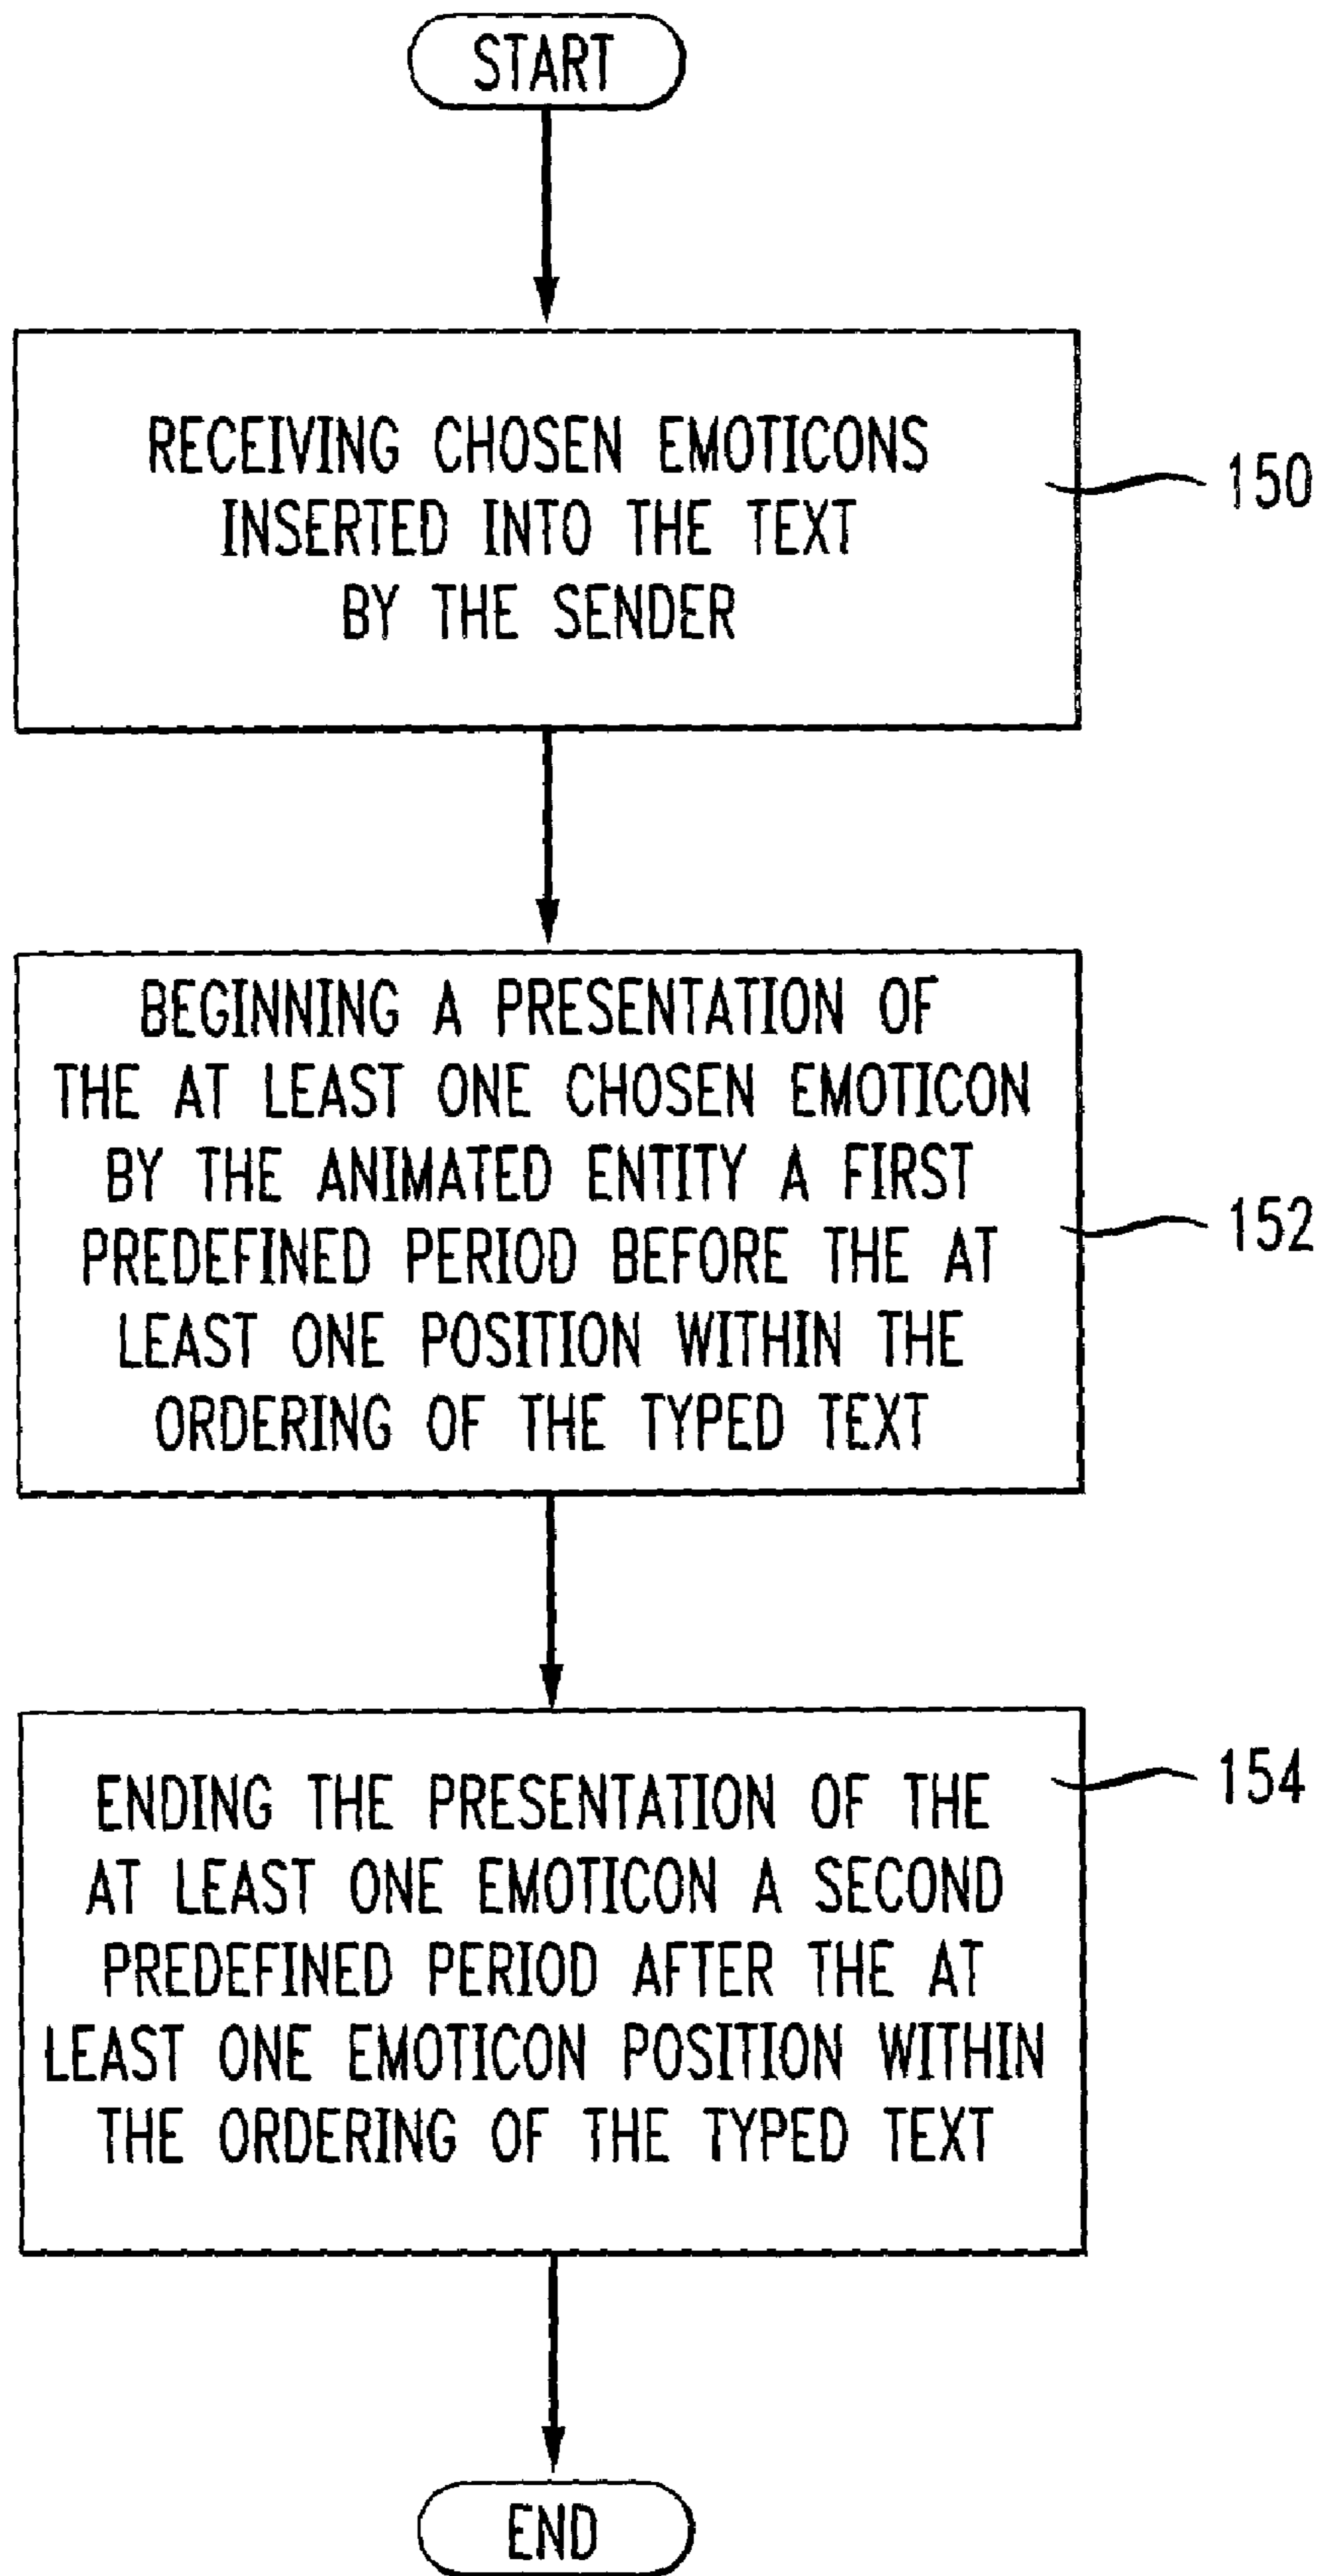 START
RECEIVING CHOSEN EMOTICONS
INSERTED INTO THE TEXT
BY THE SENDER
150
BEGINNING A PRESENTATION OF
THE AT LEAST ONE CHOSEN EMOTICON
BY THE ANIMATED ENTITY A FIRST
PREDEFINED PERIOD BEFORE THE AT
LEAST ONE POSITION WITHIN THE
ORDERING OF THE TYPED TEXT
152
ENDING THE PRESENTATION OF THE
AT LEAST ONE EMOTICON A SECOND
PREDEFINED PERIOD AFTER THE AT
LEAST ONE EMOTICON POSITION WITHIN
THE ORDERING OF THE TYPED TEXT
154
END